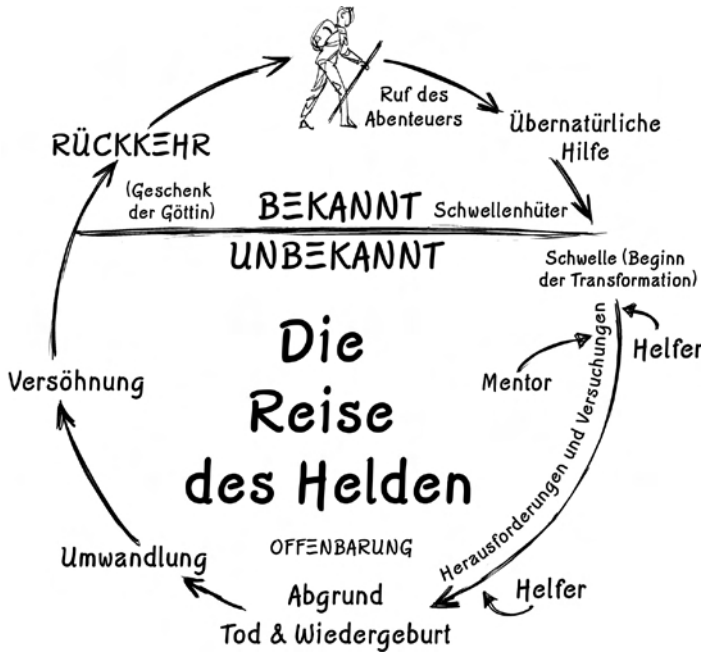 Ruf des
Abenteuers
Übernatürliche
Hilfe
RÜCKKEHR
(Geschenk
der Göttin)
BEKANNT
Schwellenhüter
UNBEKANNT
Schwelle (Beginn
der Transformation)
Die
Reise
des Helden
Helfer
Mentor
Herausforderungen und Versuchungen
Versöhnung
Umwandlung
OFFENBARUNG
Abgrund
Tod & Wiedergeburt
Helfer